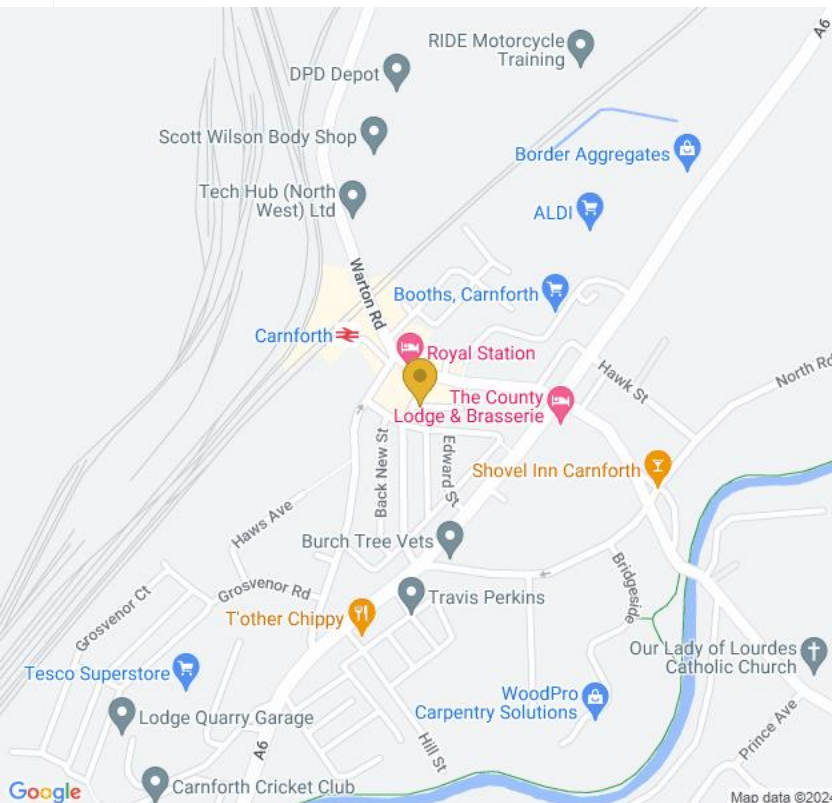 A6
RIDE Motorcycle
Training
DPD Depot
Scott Wilson Body Shop
Border Aggregates
Tech Hub (North
West) Ltd
ALDI
Warton Rd
Booths, Carnforth
Carnforth
Royal Station
Hawk St
North Rd
The County
Lodge & Brasserie
Back New St
Edward St
Shovel Inn Carnforth
Haws Ave
Burch Tree Vets
Bridgeside
Grosvenor Ct
Grosvenor Rd
Travis Perkins
T'other Chippy
Our Lady of Lourdes
Catholic Church
Tesco Superstore
WoodPro
Carpentry Solutions
Lodge Quarry Garage
Prince Ave
A6
Hill St
Carnforth Cricket Club
Google
Map data ©2024